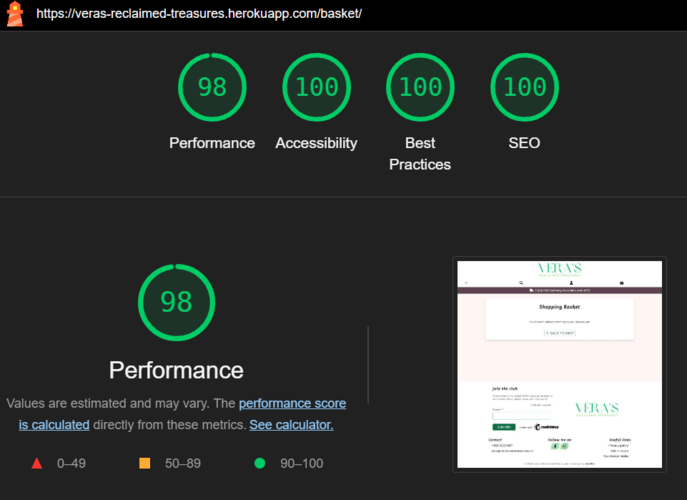 https://veras-reclaimed-treasures.herokuapp.com/basket/
98
100
100
100
Performance
Accessibility
Best
Practices
SEO
98
Performance
Values are estimated and may vary. The performance score
is calculated directly from these metrics. See calculator.
0–49
50–89
90–100
VERA'S
Shopping Basket
Join the club
VERA'S
mailchimp
Contact
Follow me on
Useful links